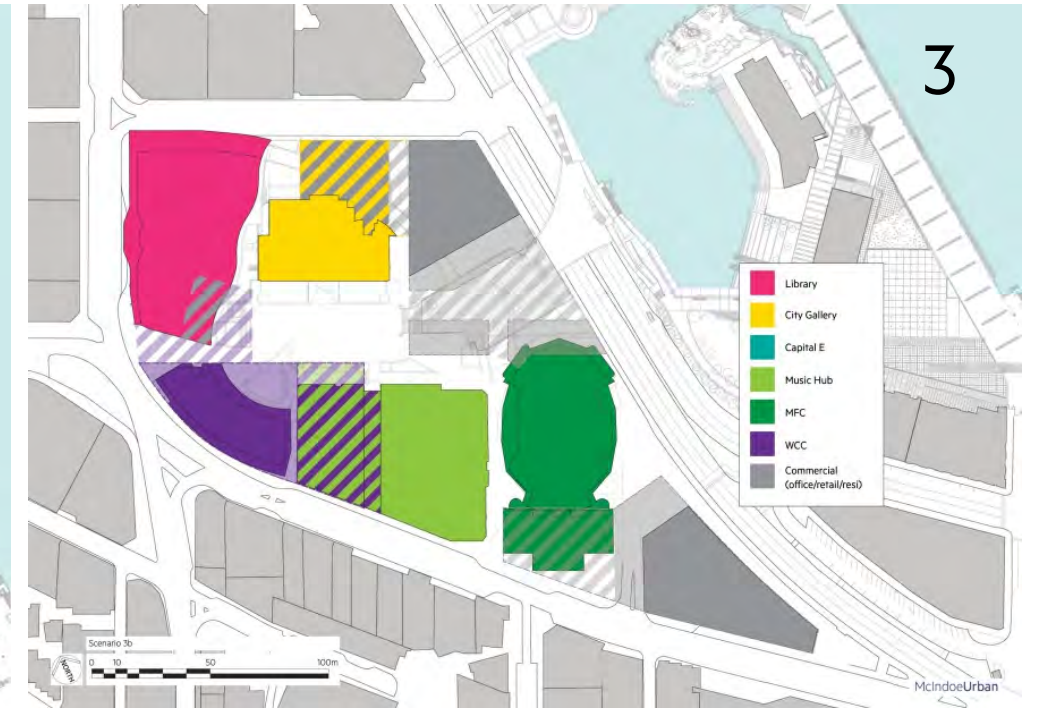 3
Library
City Gallery
Capital E
Music Hub
MFC
WCC
Commercial
(office/retail/resi)
Scenario 3b
0 10 50 100m
NORTH
McIndoeUrban